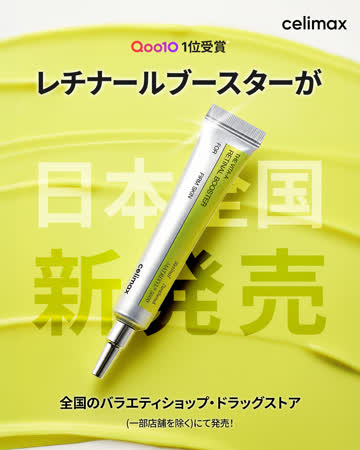 celimax
Qoo10 1位受賞
レチナールブースターが
日本全国
新発売
THE VITA-A
RETINAL BOOSTER
FOR
FIRM SKIN
celimax
全国のバラエティショップ・ドラッグストア
(一部店舗を除く)にて発売!